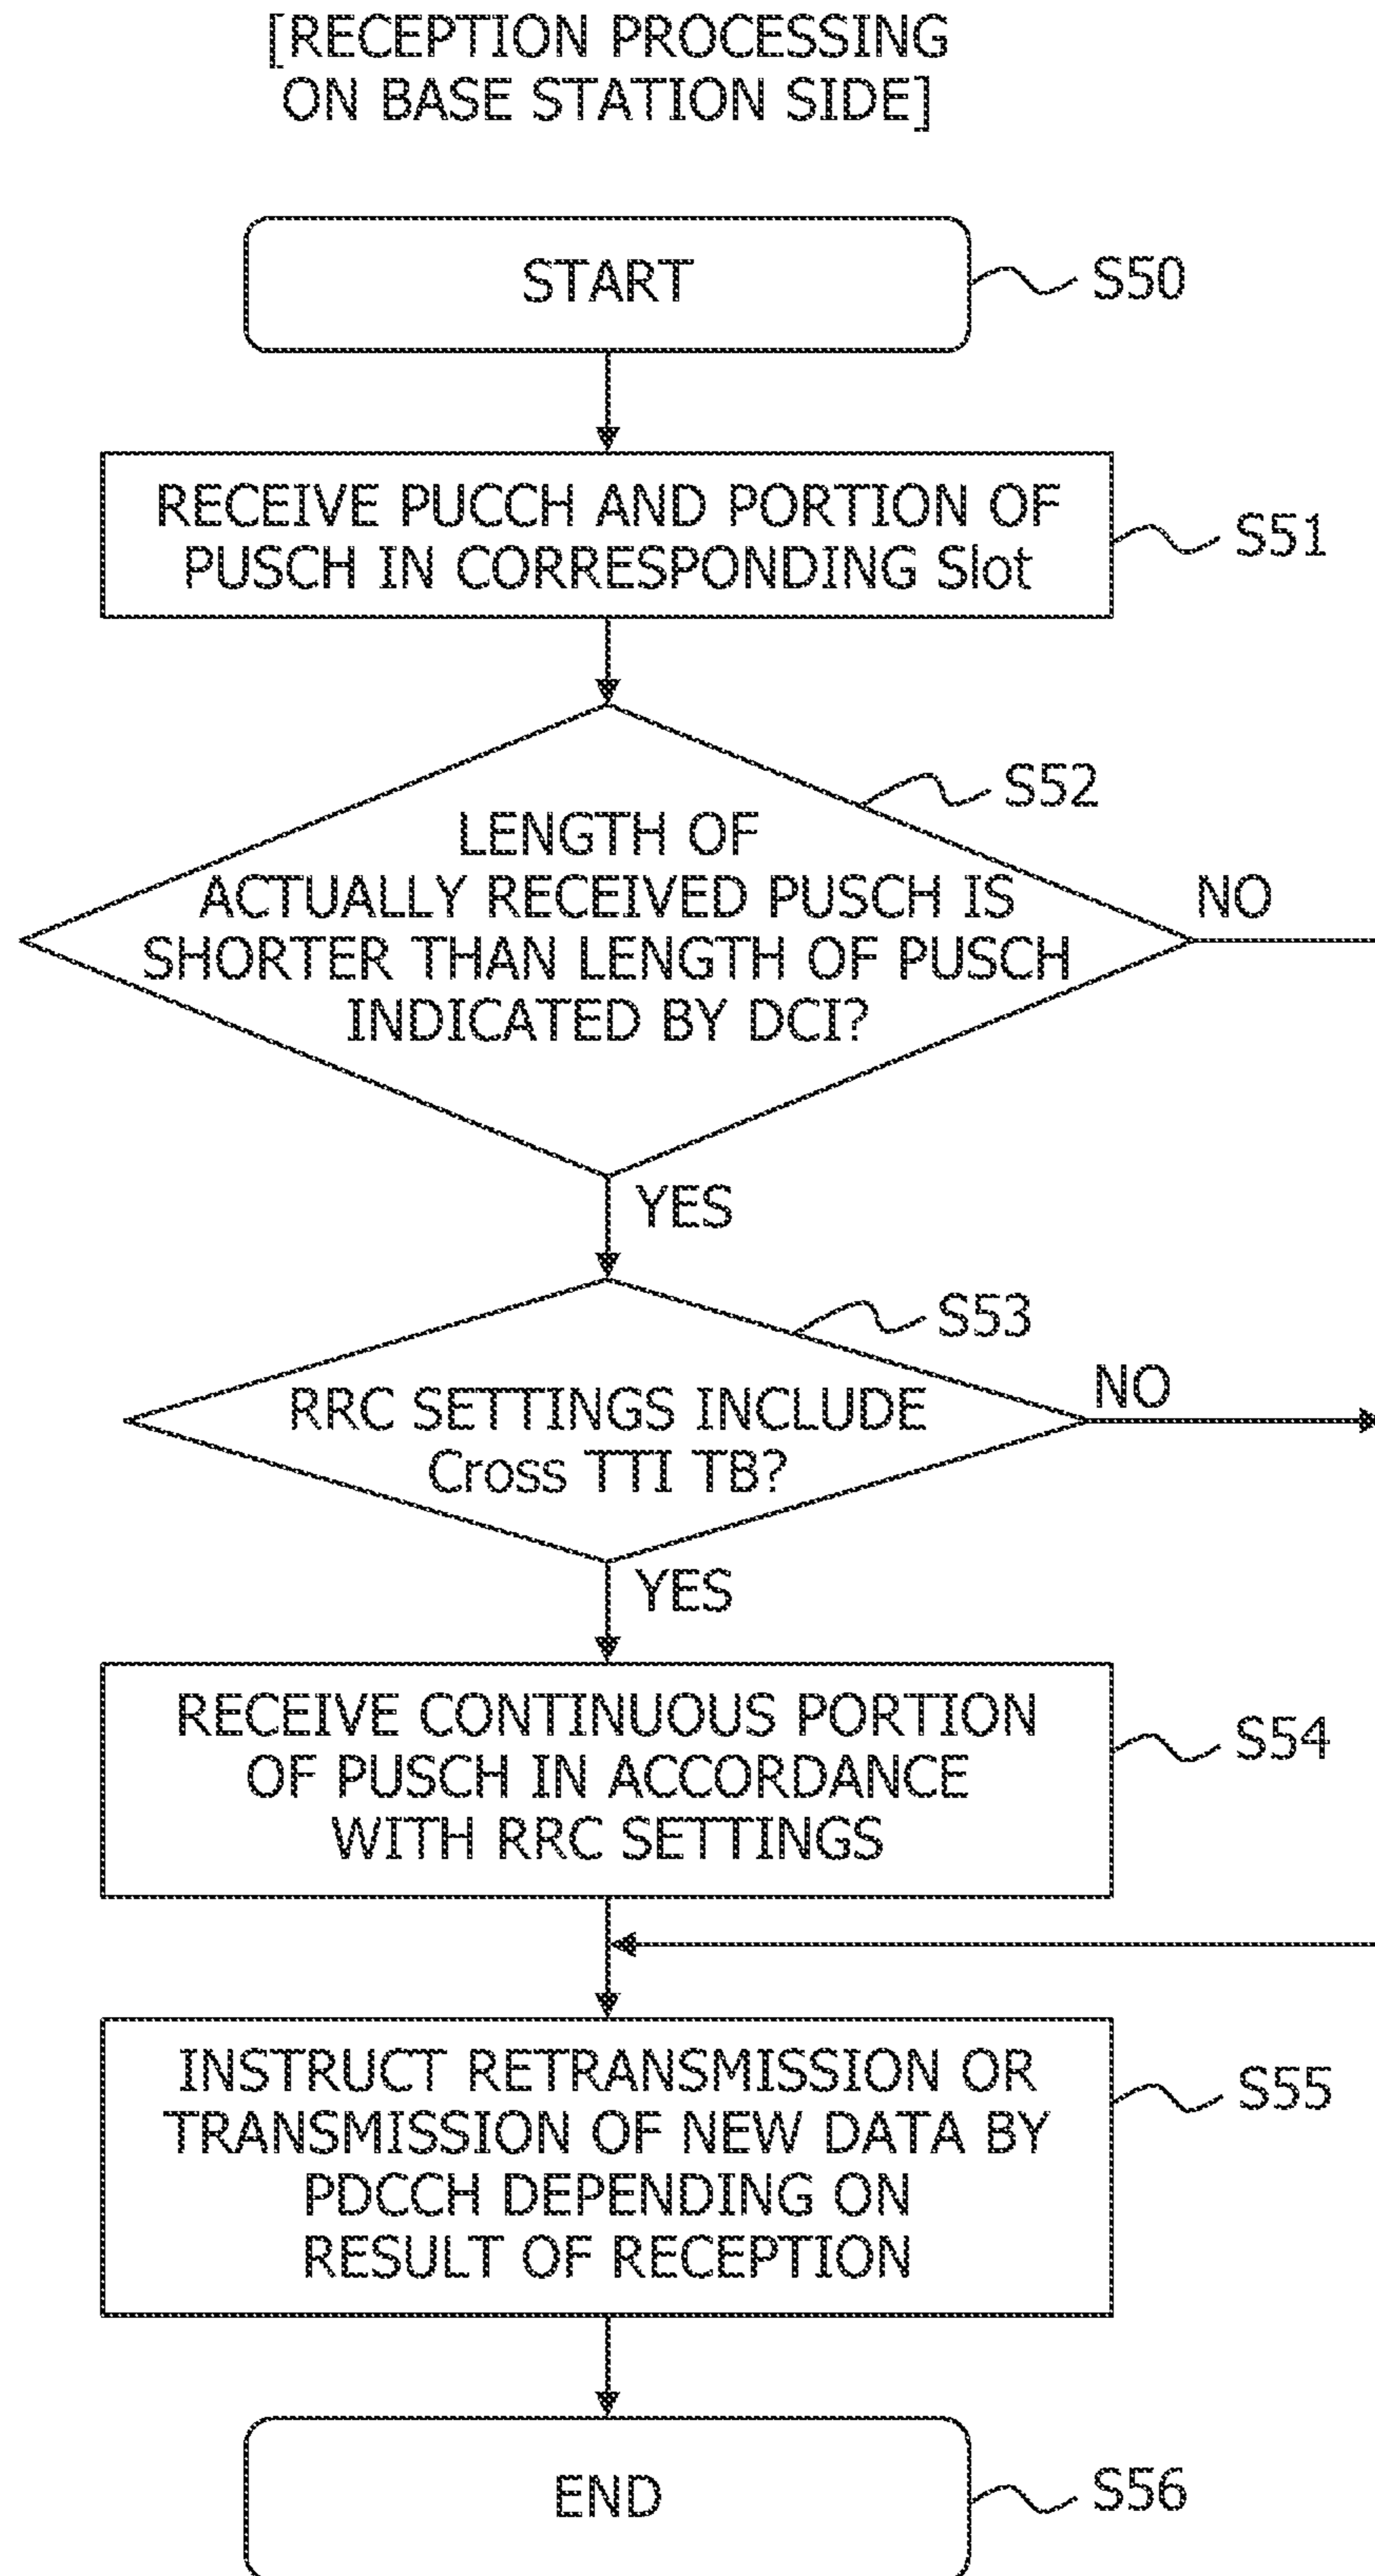 [RECEPTION PROCESSING
ON BASE STATION SIDE]
START
S50
RECEIVE PUCCH AND PORTION OF
PUSCH IN CORRESPONDING Slot
S51
S52
LENGTH OF
ACTUALLY RECEIVED PUSCH IS
SHORTER THAN LENGTH OF PUSCH
INDICATED BY DCI?
NO
YES
S53
RRC SETTINGS INCLUDE
Cross TTI TB?
NO
YES
RECEIVE CONTINUOUS PORTION
OF PUSCH IN ACCORDANCE
WITH RRC SETTINGS
S54
INSTRUCT RETRANSMISSION OR
TRANSMISSION OF NEW DATA BY
PDCCH DEPENDING ON
RESULT OF RECEPTION
S55
END
S56